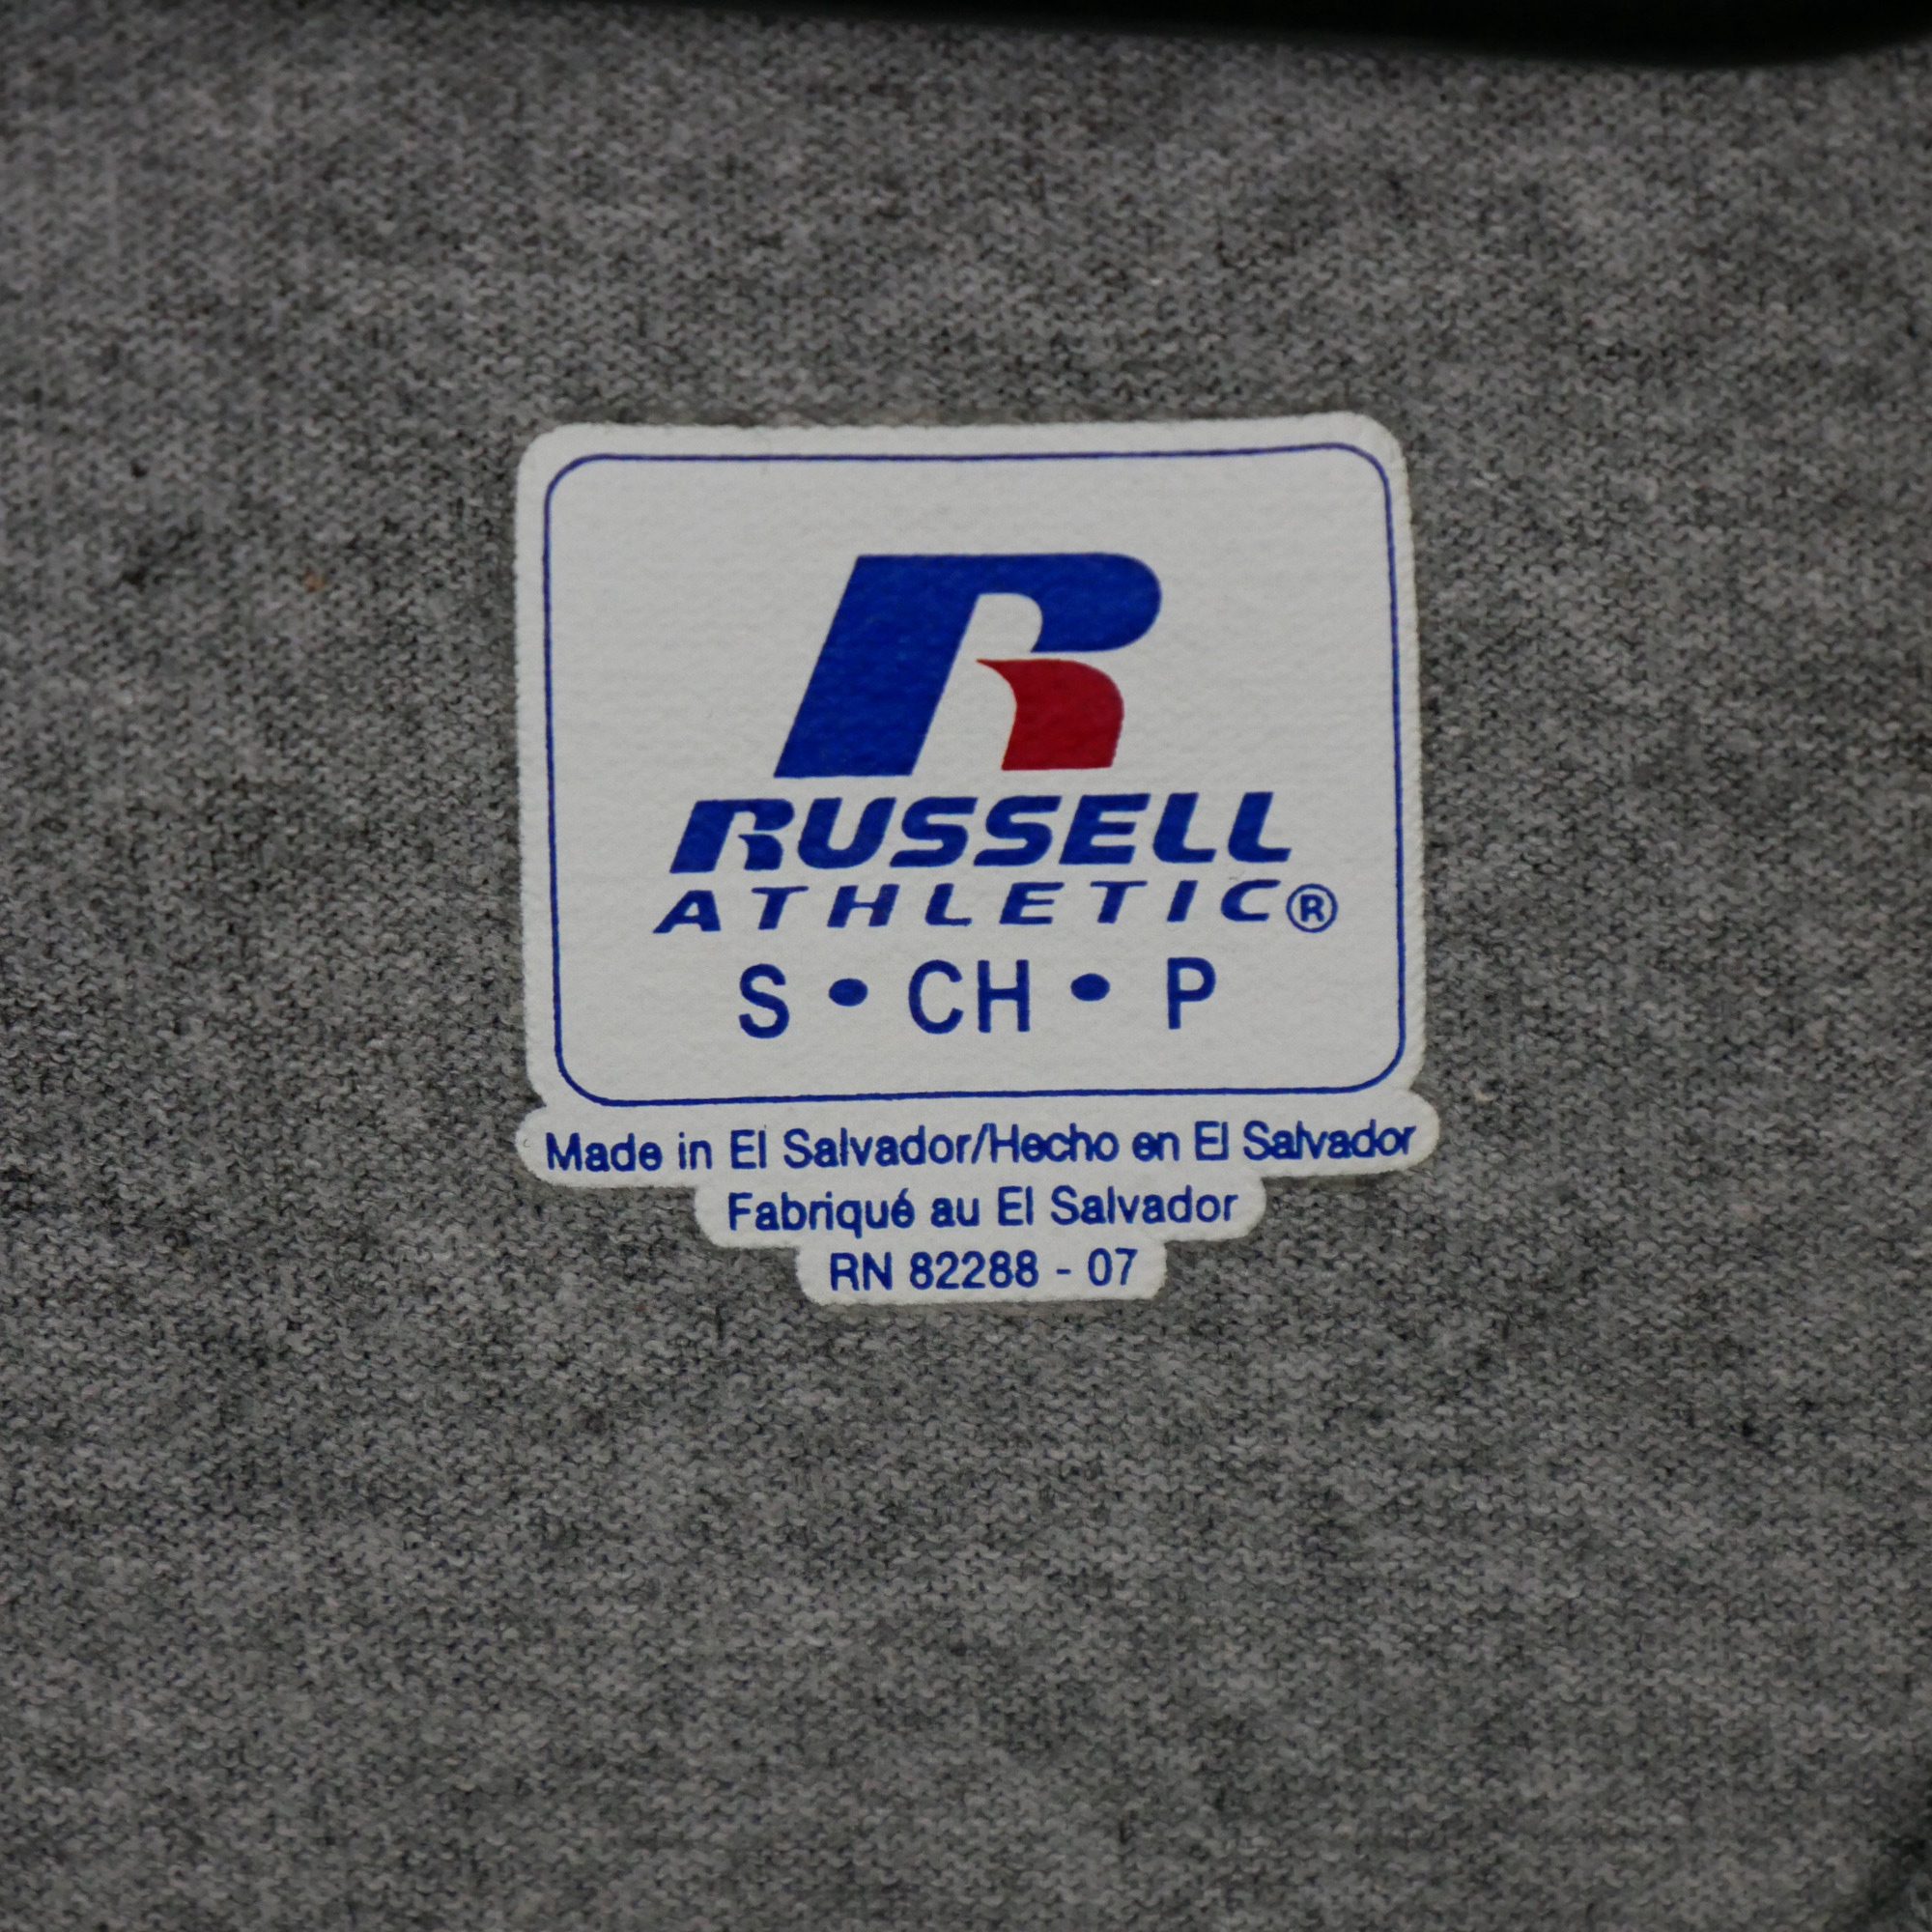 R
RUSSELL
ATHLETIC®
S • CH • P
Made in El Salvador/Hecho en El Salvador
Fabriqué au El Salvador
RN 82288 - 07